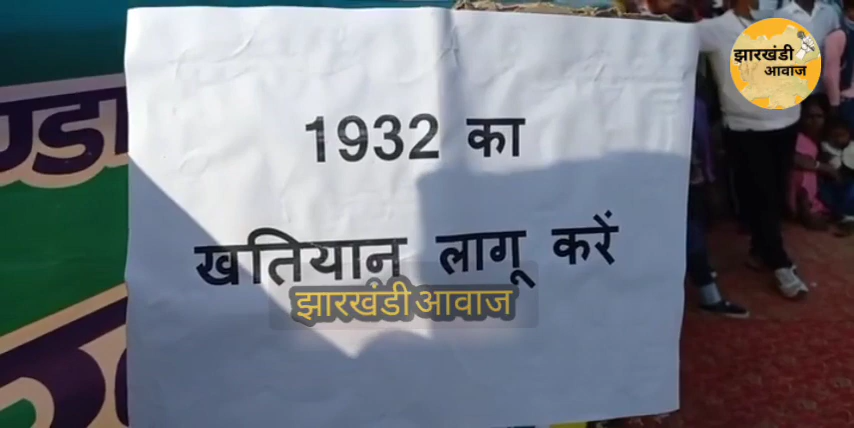 झारखंडी
आवाज
1932 का
खतियान लागू करें
झारखंडी आवाज